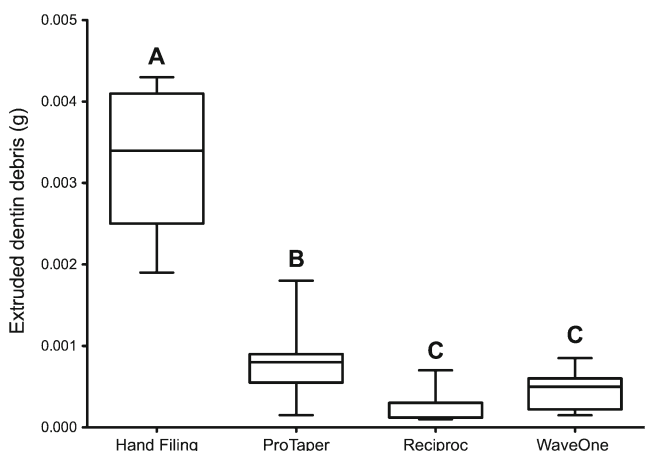 0.005
A
0.004
0.003
Extruded dentin debris (g)
0.002
B
0.001
C
C
0.000
Hand Filing
ProTaper
Reciproc
WaveOne